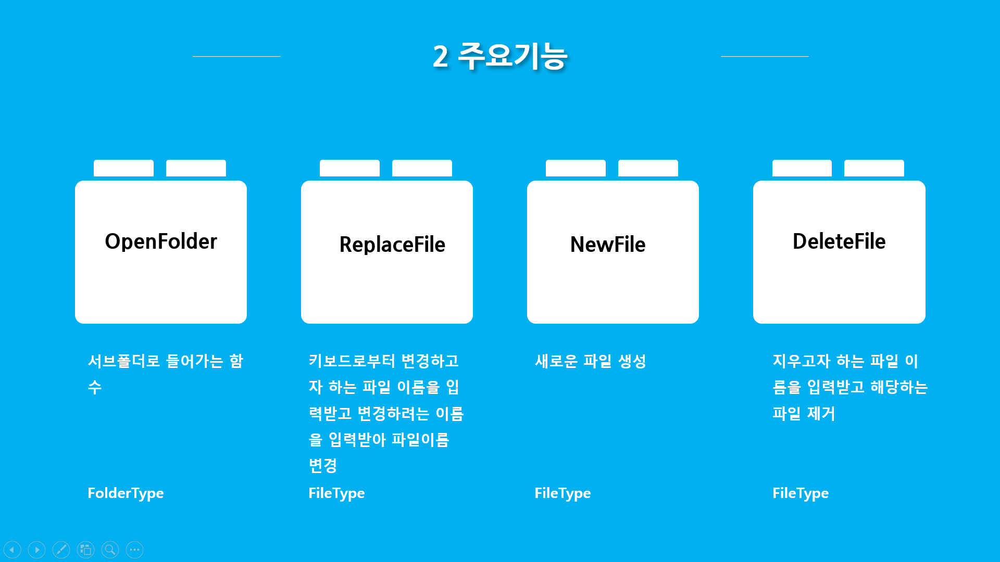 2 주요기능
OpenFolder
ReplaceFile
NewFile
DeleteFile
서브폴더로 들어가는 함
수
FolderType
키보드로부터 변경하고
자 하는 파일 이름을 입
력받고 변경하려는 이름
을 입력받아 파일이름
변경
FileType
새로운 파일 생성
FileType
지우고자 하는 파일 이
름을 입력받고 해당하는
파일 제거
FileType